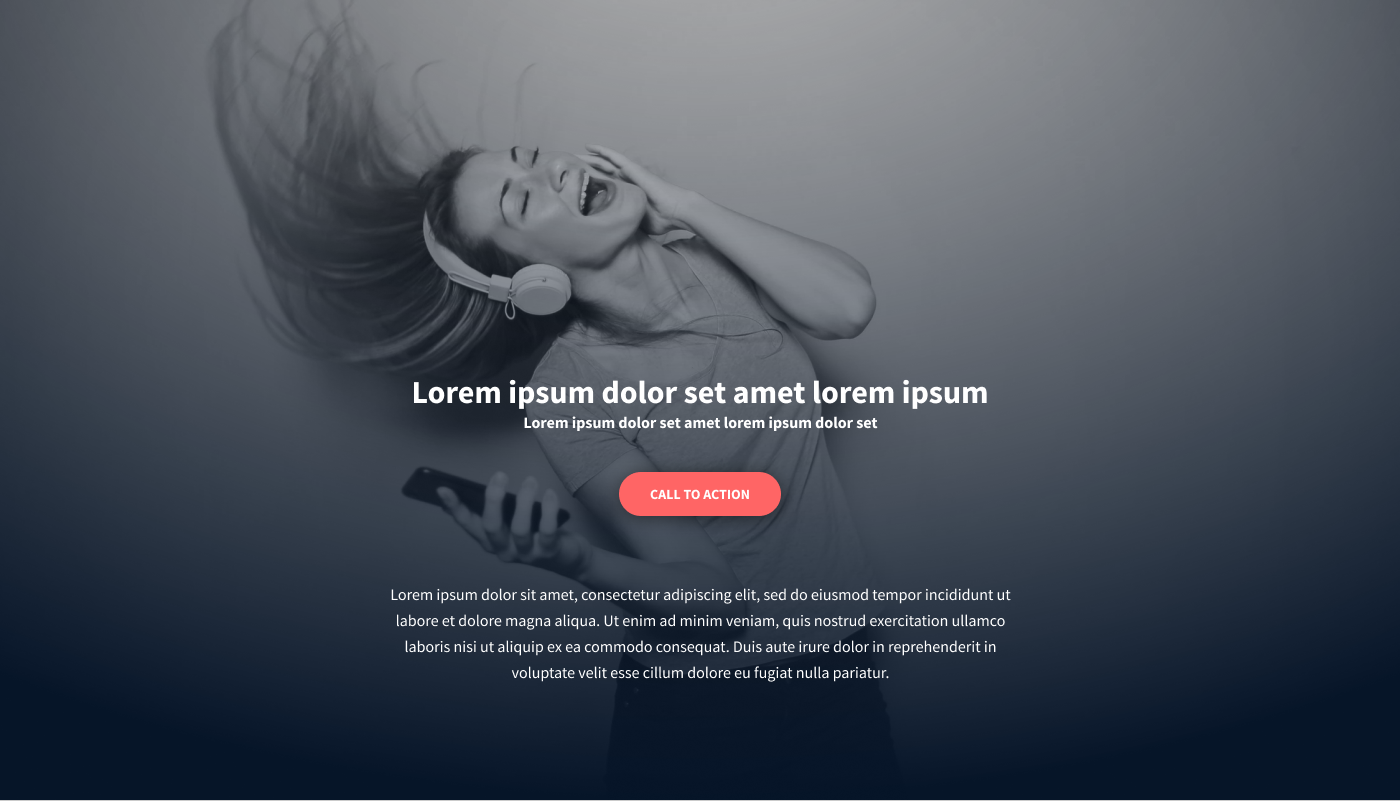 Lorem ipsum dolor set amet lorem ipsum
Lorem ipsum dolor set amet lorem ipsum dolor set
CALL TO ACTION
Lorem ipsum dolor sit amet, consectetur adipiscing elit, sed do eiusmod tempor incididunt ut
labore et dolore magna aliqua. Ut enim ad minim veniam, quis nostrud exercitation ullamco
laboris nisi ut aliquip ex ea commodo consequat. Duis aute irure dolor in reprehenderit in
voluptate velit esse cillum dolore eu fugiat nulla pariatur.